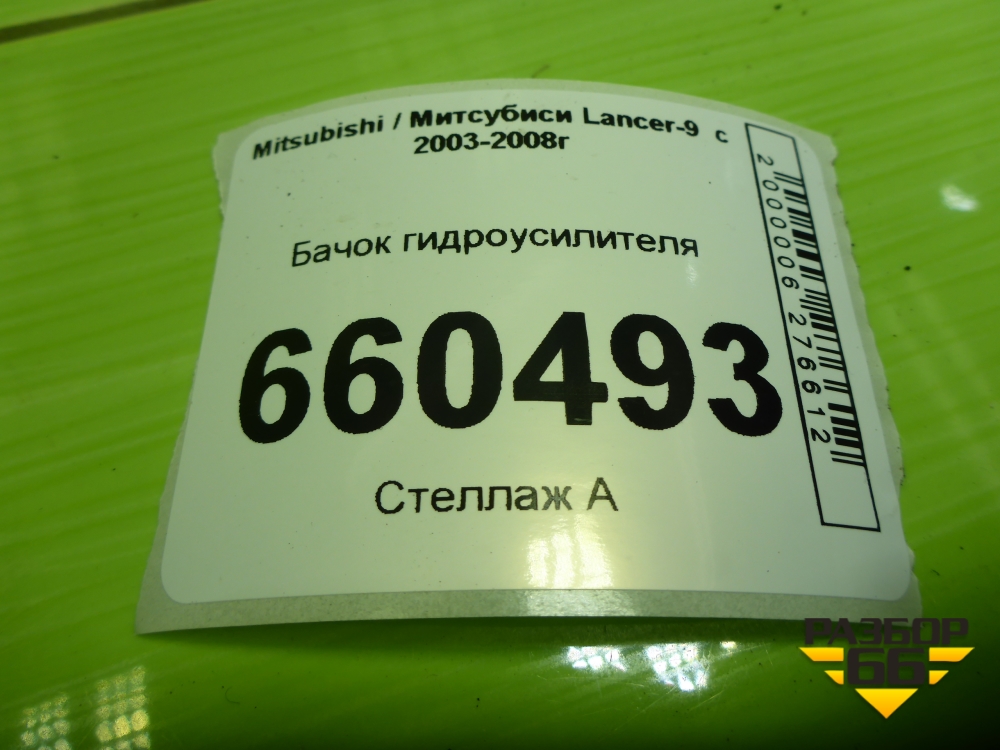 Mitsubishi / Митсубиси Lancer-9 с
2003-2008г
Бачок гидроусилителя
660493
Стеллаж А
2000006276612
РАЗБОР
66